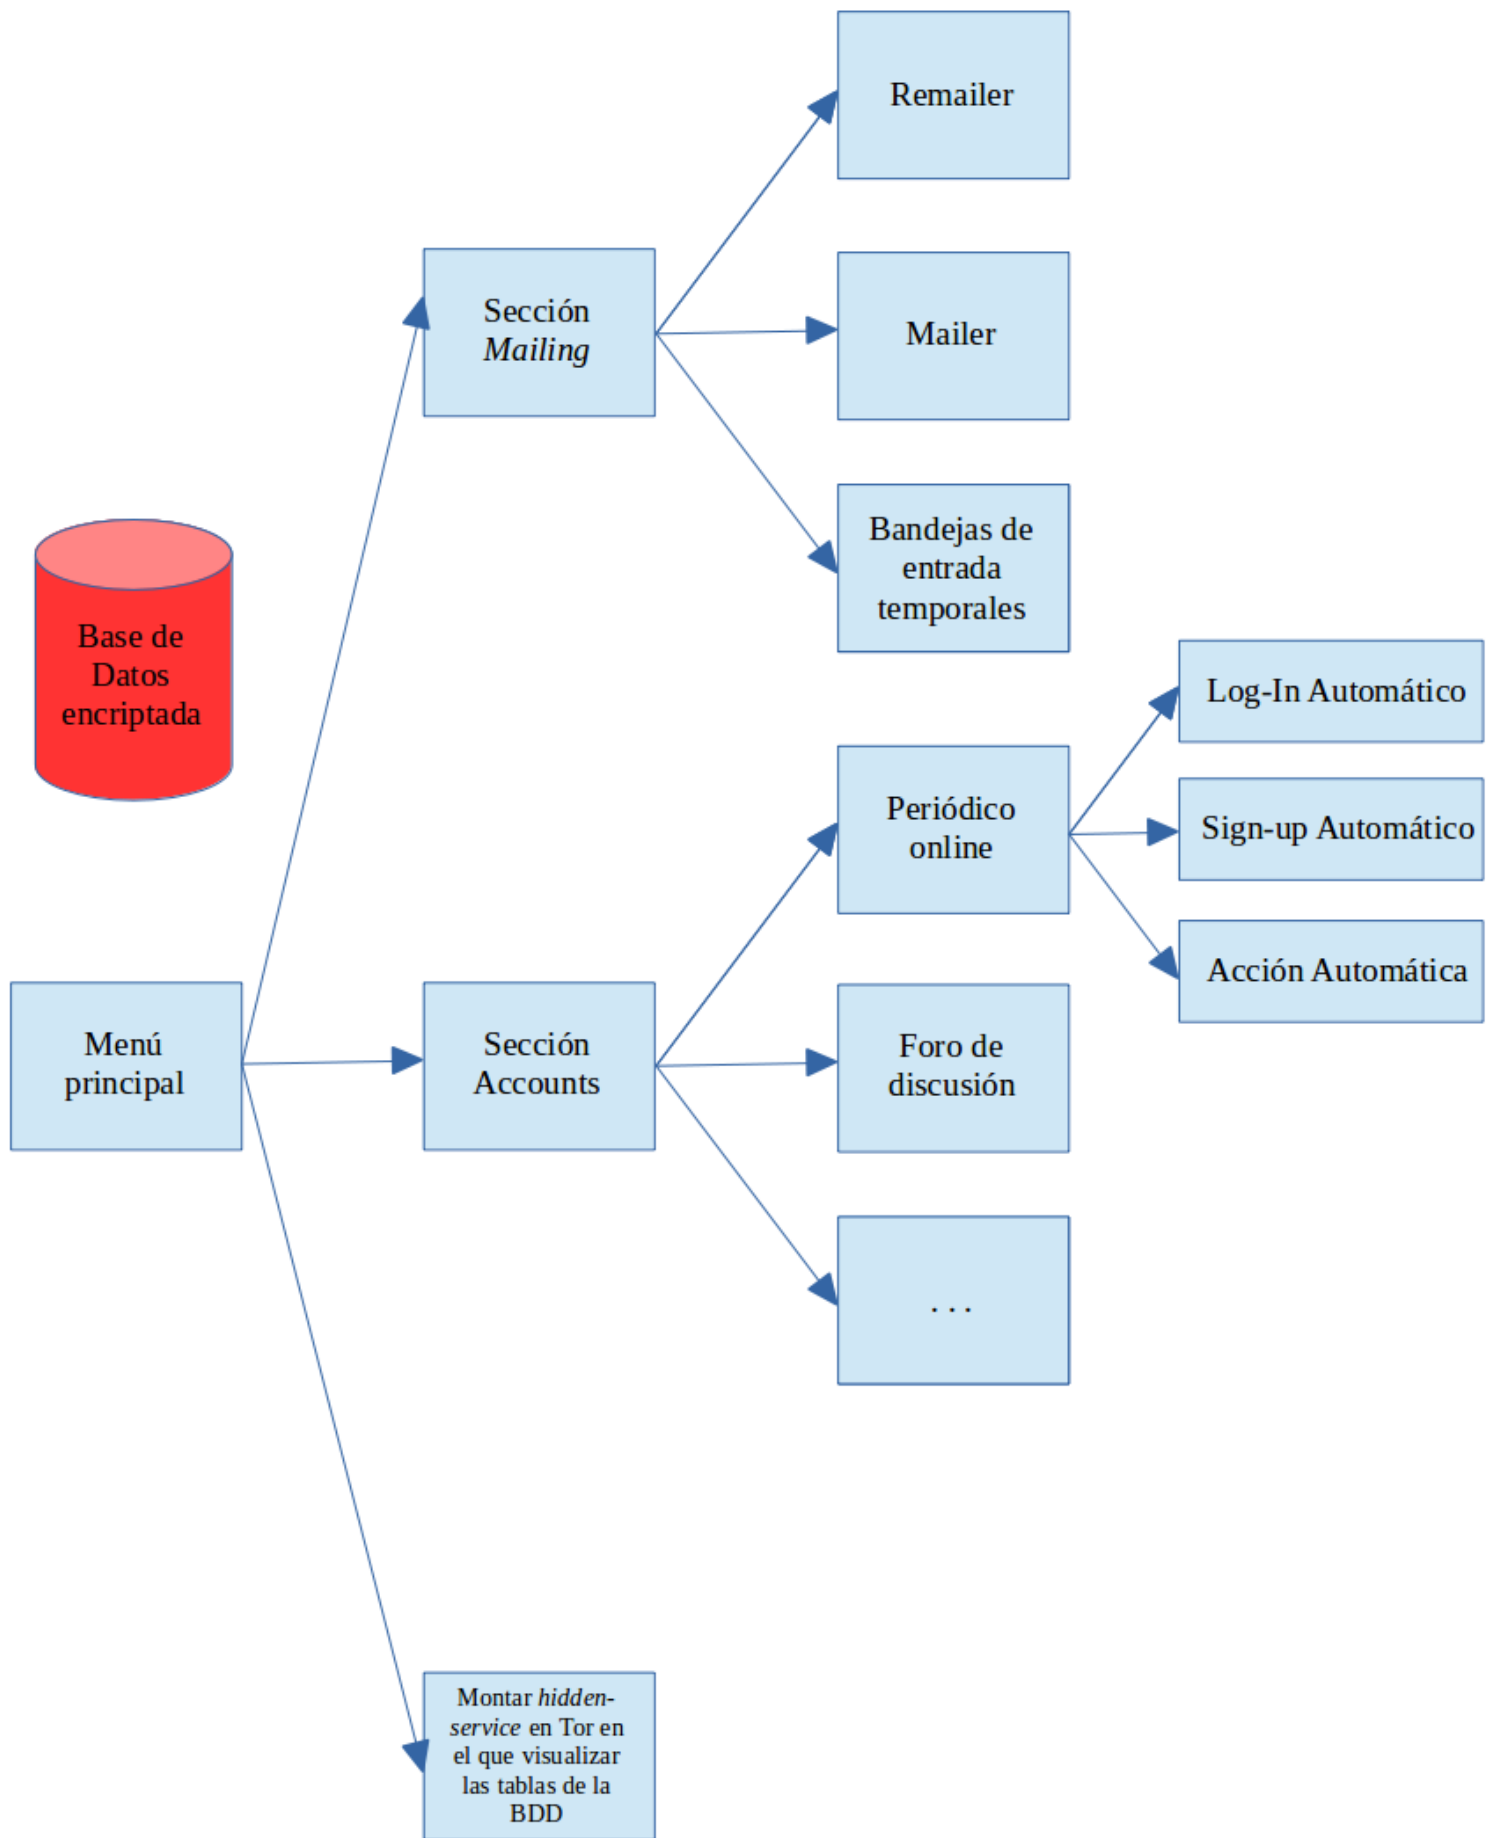 Remailer
Sección
Mailing
Mailer
Bandejas de
entrada
temporales
Base de
Datos
encriptada
Log-In Automático
Periódico
online
Sign-up Automático
Acción Automática
Menú
principal
Sección
Accounts
Foro de
discusión
. . .
Montar hidden-
service en Tor en
el que visualizar
las tablas de la
BDD